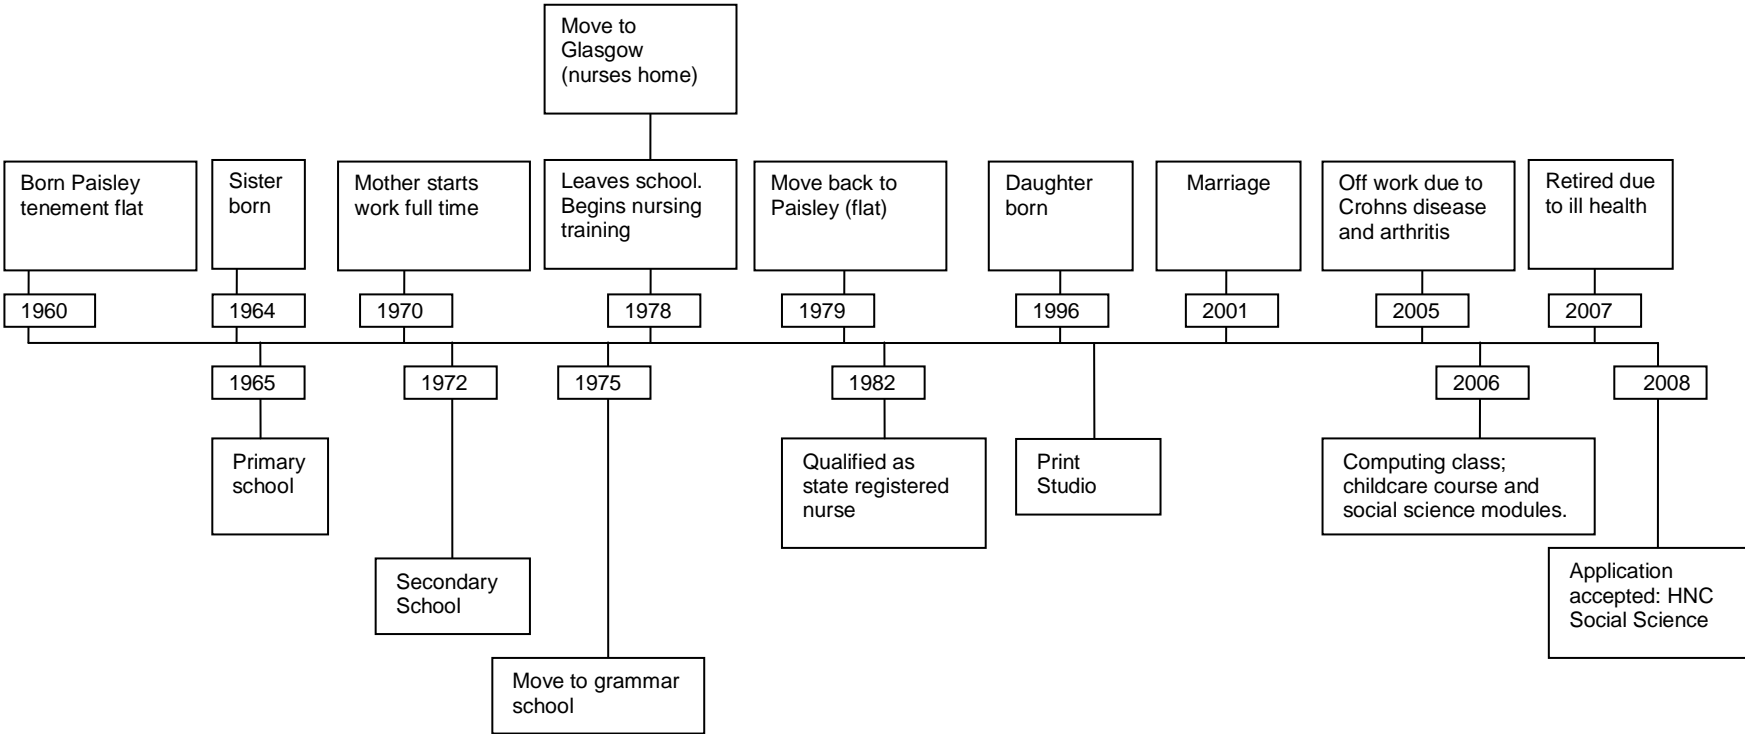 Move to
Glasgow
(nurses home)
Born Paisley
tenement flat
Sister
born
Mother starts
work full time
Leaves school.
Begins nursing
training
Move back to
Paisley (flat)
Daughter
born
Marriage
Off work due to
Crohns disease
and arthritis
Retired due
to ill health
1960
1964
1970
1978
1979
1996
2001
2005
2007
1965
1972
1975
1982
2006
2008
Primary
school
Qualified as
state registered
nurse
Print
Studio
Computing class;
childcare course and
social science modules.
Secondary
School
Application
accepted: HNC
Social Science
Move to grammar
school